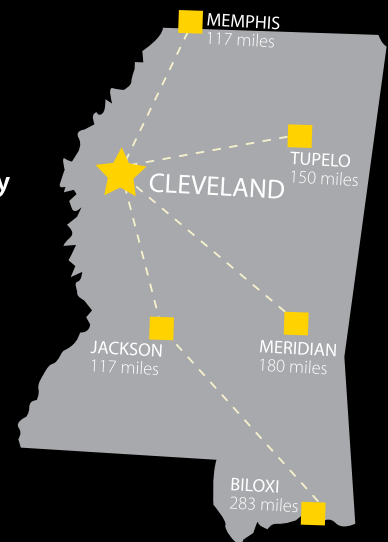 MEMPHIS
117 miles
TUPELO
150 miles
y
CLEVELAND
JACKSON
117 miles
MERIDIAN
180 miles
BILOXI
283 miles